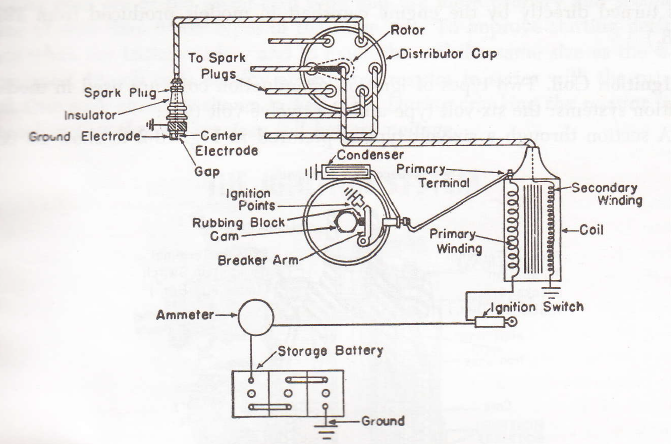 Rotor
Distributor Cap
To Spark
Plugs
Spark Plug
Insulator
Ground Electrode
Center
Electrode
Gap
Condenser
Primary
Terminal
Ignition
Points
Rubbing Block
Cam
Breaker Arm
Secondary
Winding
Primary
Winding
Coil
Ignition Switch
Ammeter
Storage Battery
Ground